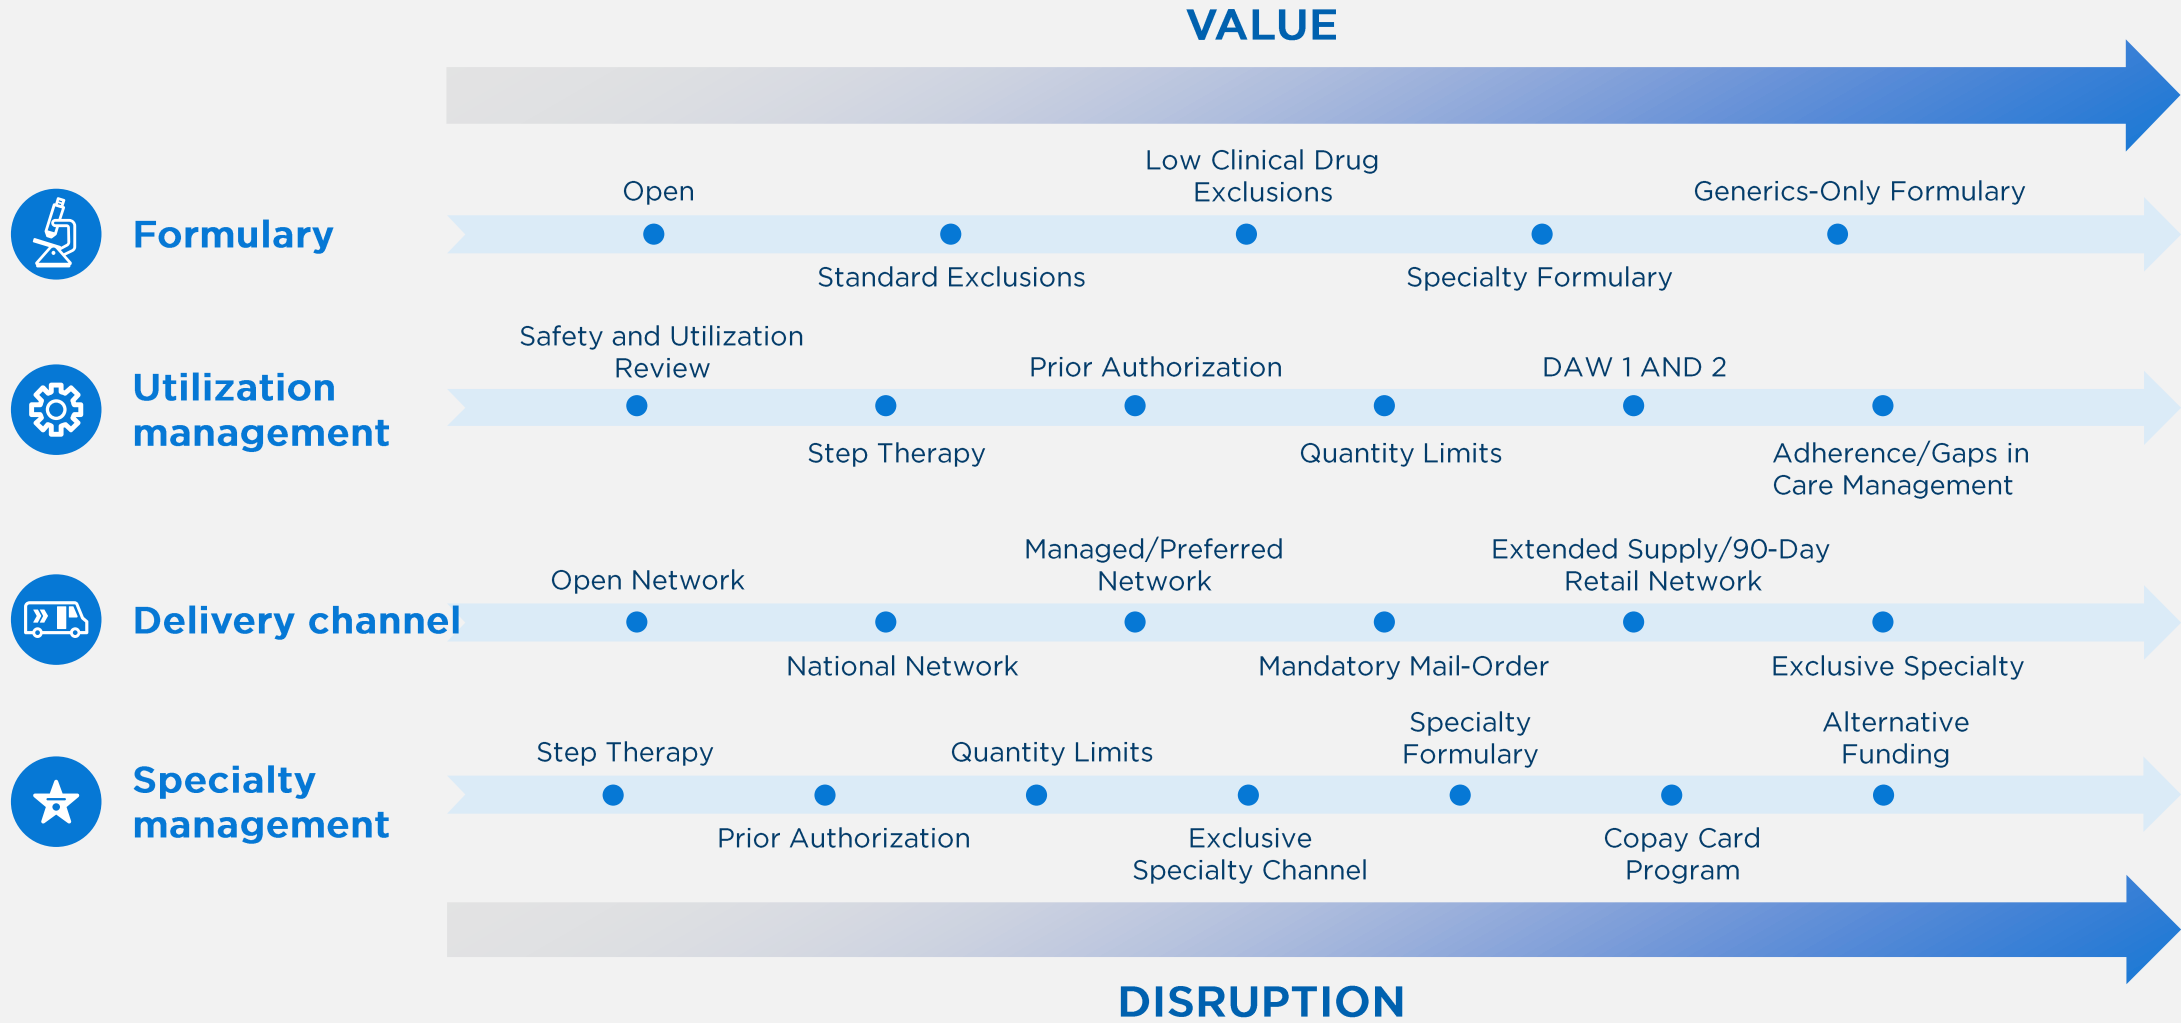 VALUE
Formulary
Open
Standard Exclusions
Low Clinical Drug
Exclusions
Specialty Formulary
Generics-Only Formulary
Utilization
management
Safety and Utilization
Review
Step Therapy
Prior Authorization
Quantity Limits
DAW 1 AND 2
Adherence/Gaps in
Care Management
Delivery channel
Open Network
National Network
Managed/Preferred
Network
Mandatory Mail-Order
Extended Supply/90-Day
Retail Network
Exclusive Specialty
Specialty
management
Step Therapy
Prior Authorization
Quantity Limits
Exclusive
Specialty Channel
Specialty
Formulary
Copay Card
Program
Alternative
Funding
DISRUPTION